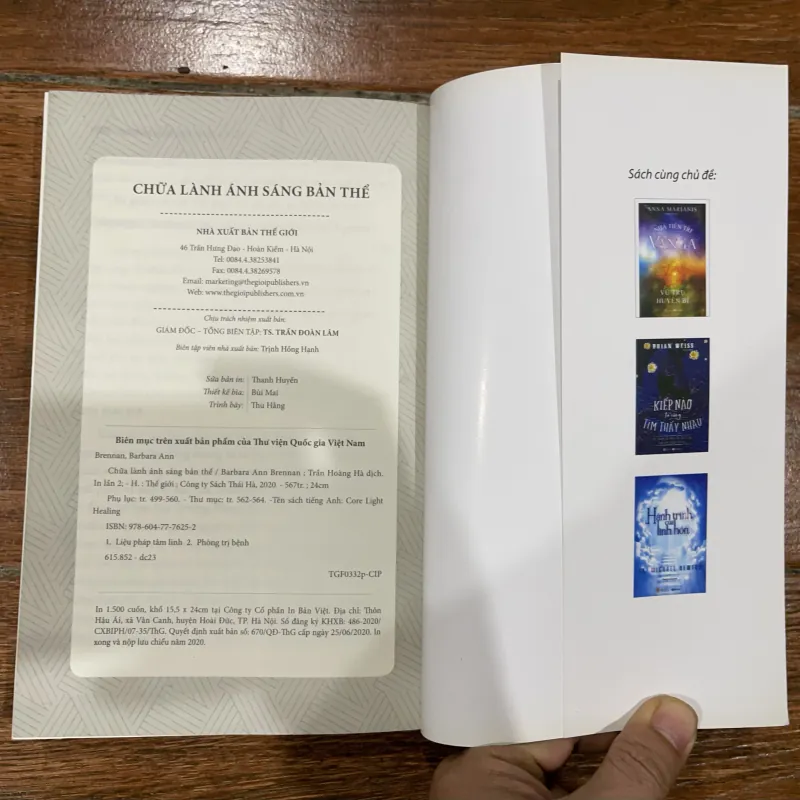 CHỮA LÀNH ÁNH SÁNG BẢN THỂ
NHÀ XUẤT BẢN THẾ GIỚI
46 Trần Hưng Đạo - Hoàn Kiếm - Hà Nội
Tel: 0084.4.38253841
Fax: 0084.4.38269578
Email: marketing@thegioipublishers.vn
Web: www.thegioipublishers.com.vn
Chịu trách nhiệm xuất bản:
GIÁM ĐỐC – TỔNG BIÊN TẬP: TS. TRẦN ĐOÀN LÂM
Biên tập viên nhà xuất bản: Trịnh Hồng Hạnh
Sửa bản in: Thanh Huyền
Thiết kế bìa: Bùi Mai
Trình bày: Thu Hằng
Biên mục trên xuất bản phẩm của Thư viện Quốc gia Việt Nam
Brennan, Barbara Ann
Chữa lành ánh sáng bản thể / Barbara Ann Brennan ; Trần Hoàng Hà dịch.
In lần 2; - H. : Thế giới ; Công ty Sách Thái Hà, 2020. - 567tr. ; 24cm
Phụ lục: tr. 499-560. - Thư mục: tr. 562-564. -Tên sách tiếng Anh: Core Light
Healing
ISBN: 978-604-77-7625-2
1. Liệu pháp tâm linh 2. Phòng trị bệnh
615.852 - dc23
TGF0332p-CIP
In 1.500 cuốn, khổ 15,5 x 24cm tại Công ty Cổ phần In Bản Việt. Địa chỉ: Thôn
Hậu Ái, xã Vân Canh, huyện Hoài Đức, TP. Hà Nội. Số đăng ký KHXB: 486-2020/
CXBIPH/07-35/ThG. Quyết định xuất bản số: 670/QĐ-ThG cấp ngày 25/06/2020. In
xong và nộp lưu chiểu năm 2020.
Sách cùng chủ đề:
ANNA MARIANIS
NHÀ TIÊN TRI
VANGA
VŨ TRỤ
HUYỀN BÍ
BRIAN WEISS
KIẾP NÀO
TÌM THẤY NHAU
Hành trình
của
linh hồn